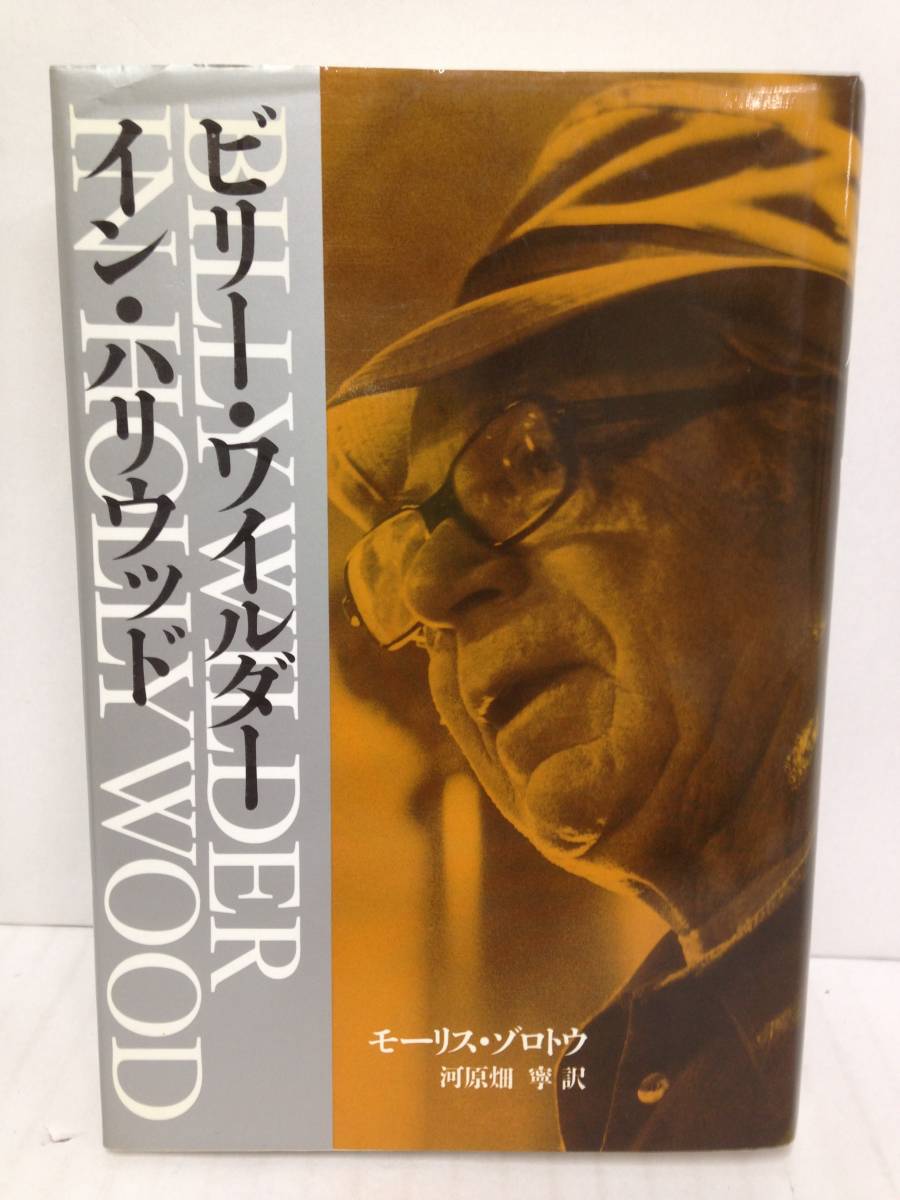 ビリー・ワイルダー
イン・ハリウッド
BILLY WILDER
IN HOLLYWOOD
モーリス・ゾロトウ
河原畑 寧 訳